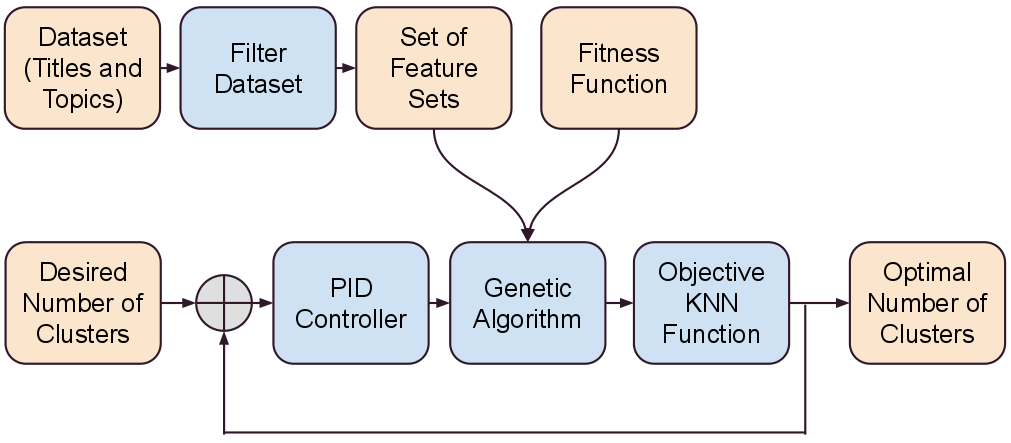 Dataset
(Titles and
Topics)
Filter
Dataset
Set of
Feature
Sets
Fitness
Function
Desired
Number of
Clusters
PID
Controller
Genetic
Algorithm
Objective
KNN
Function
Optimal
Number of
Clusters